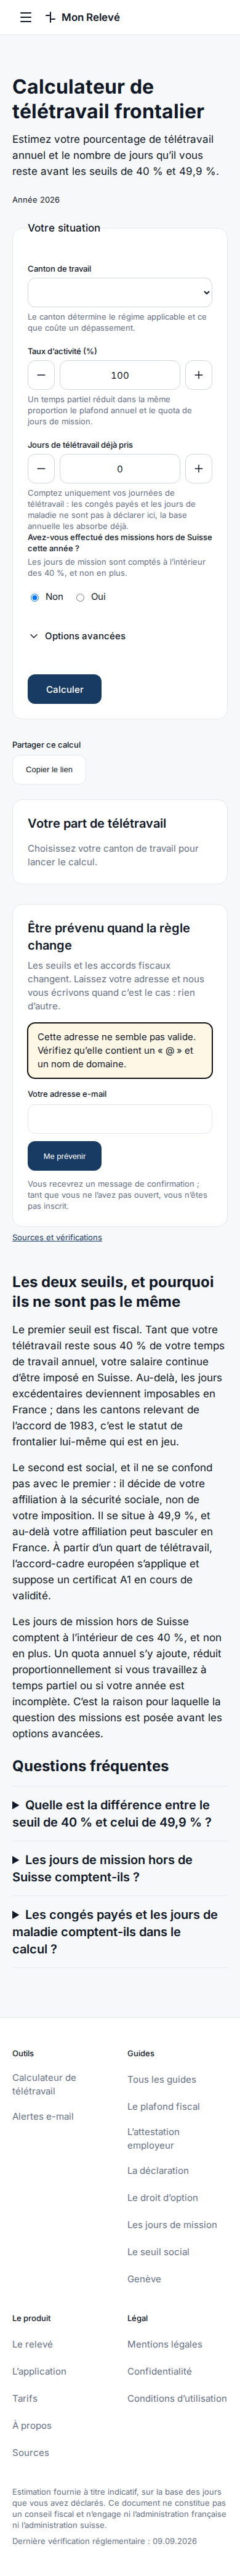 Mon Relevé
Calculateur de
télétravail frontalier
Estimez votre pourcentage de télétravail
annuel et le nombre de jours qu’il vous
reste avant les seuils de 40 % et 49,9 %.
Année 2026
Votre situation
Canton de travail
Le canton détermine le régime applicable et ce
que coûte un dépassement.
Taux d’activité (%)
100
Un temps partiel réduit dans la même
proportion le plafond annuel et le quota de
jours de mission.
Jours de télétravail déjà pris
0
Comptez uniquement vos journées de
télétravail : les congés payés et les jours de
maladie ne sont pas à déclarer ici, la base
annuelle les absorbe déjà.
Avez-vous effectué des missions hors de Suisse
cette année ?
Les jours de mission sont comptés à l’intérieur
des 40 %, et non en plus.
Non Oui
Options avancées
Calculer
Partager ce calcul
Copier le lien
Votre part de télétravail
Choisissez votre canton de travail pour
lancer le calcul.
Être prévenu quand la règle
change
Les seuils et les accords fiscaux
changent. Laissez votre adresse et nous
vous écrivons quand c’est le cas : rien
d’autre.
Cette adresse ne semble pas valide.
Vérifiez qu’elle contient un « @ » et
un nom de domaine.
Votre adresse e-mail
Me prévenir
Vous recevrez un message de confirmation ;
tant que vous ne l’avez pas ouvert, vous n’êtes
pas inscrit.
Sources et vérifications
Les deux seuils, et pourquoi
ils ne sont pas le même
Le premier seuil est fiscal. Tant que votre
télétravail reste sous 40 % de votre temps
de travail annuel, votre salaire continue
d’être imposé en Suisse. Au-delà, les jours
excédentaires deviennent imposables en
France ; dans les cantons relevant de
l’accord de 1983, c’est le statut de
frontalier lui-même qui est en jeu.
Le second est social, et il ne se confond
pas avec le premier : il décide de votre
affiliation à la sécurité sociale, non de
votre imposition. Il se situe à 49,9 %, et
au-delà votre affiliation peut basculer en
France. À partir d’un quart de télétravail,
l’accord-cadre européen s’applique et
suppose un certificat A1 en cours de
validité.
Les jours de mission hors de Suisse
comptent à l’intérieur de ces 40 %, et non
en plus. Un quota annuel s’y ajoute, réduit
proportionnellement si vous travaillez à
temps partiel ou si votre année est
incomplète. C’est la raison pour laquelle la
question des missions est posée avant les
options avancées.
Questions fréquentes
Quelle est la différence entre le
seuil de 40 % et celui de 49,9 % ?
Les jours de mission hors de
Suisse comptent-ils ?
Les congés payés et les jours de
maladie comptent-ils dans le
calcul ?
Outils
Calculateur de
télétravail
Alertes e-mail
Guides
Tous les guides
Le plafond fiscal
L’attestation
employeur
La déclaration
Le droit d’option
Les jours de mission
Le seuil social
Genève
Le produit
Le relevé
L’application
Tarifs
À propos
Sources
Légal
Mentions légales
Confidentialité
Conditions d’utilisation
Estimation fournie à titre indicatif, sur la base des jours
que vous avez déclarés. Ce document ne constitue pas
un conseil fiscal et n’engage ni l’administration française
ni l’administration suisse.
Dernière vérification réglementaire : 09.09.2026